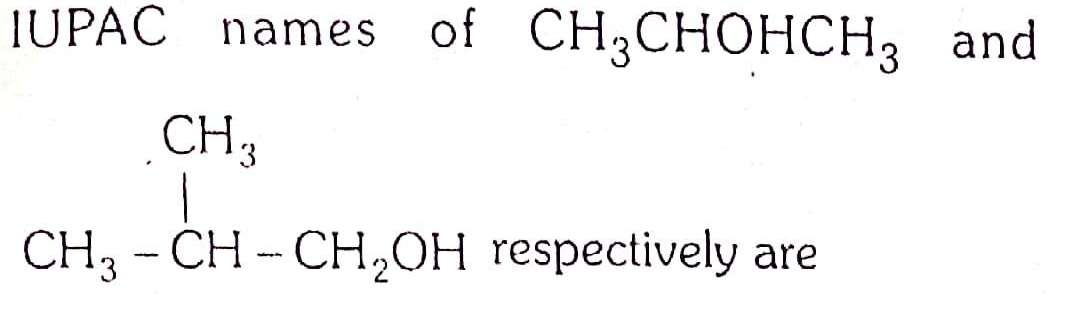 IUPAC names of CH₃CHOHCH₃ and
CH₃
|
CH₃ – CH – CH₂OH respectively are